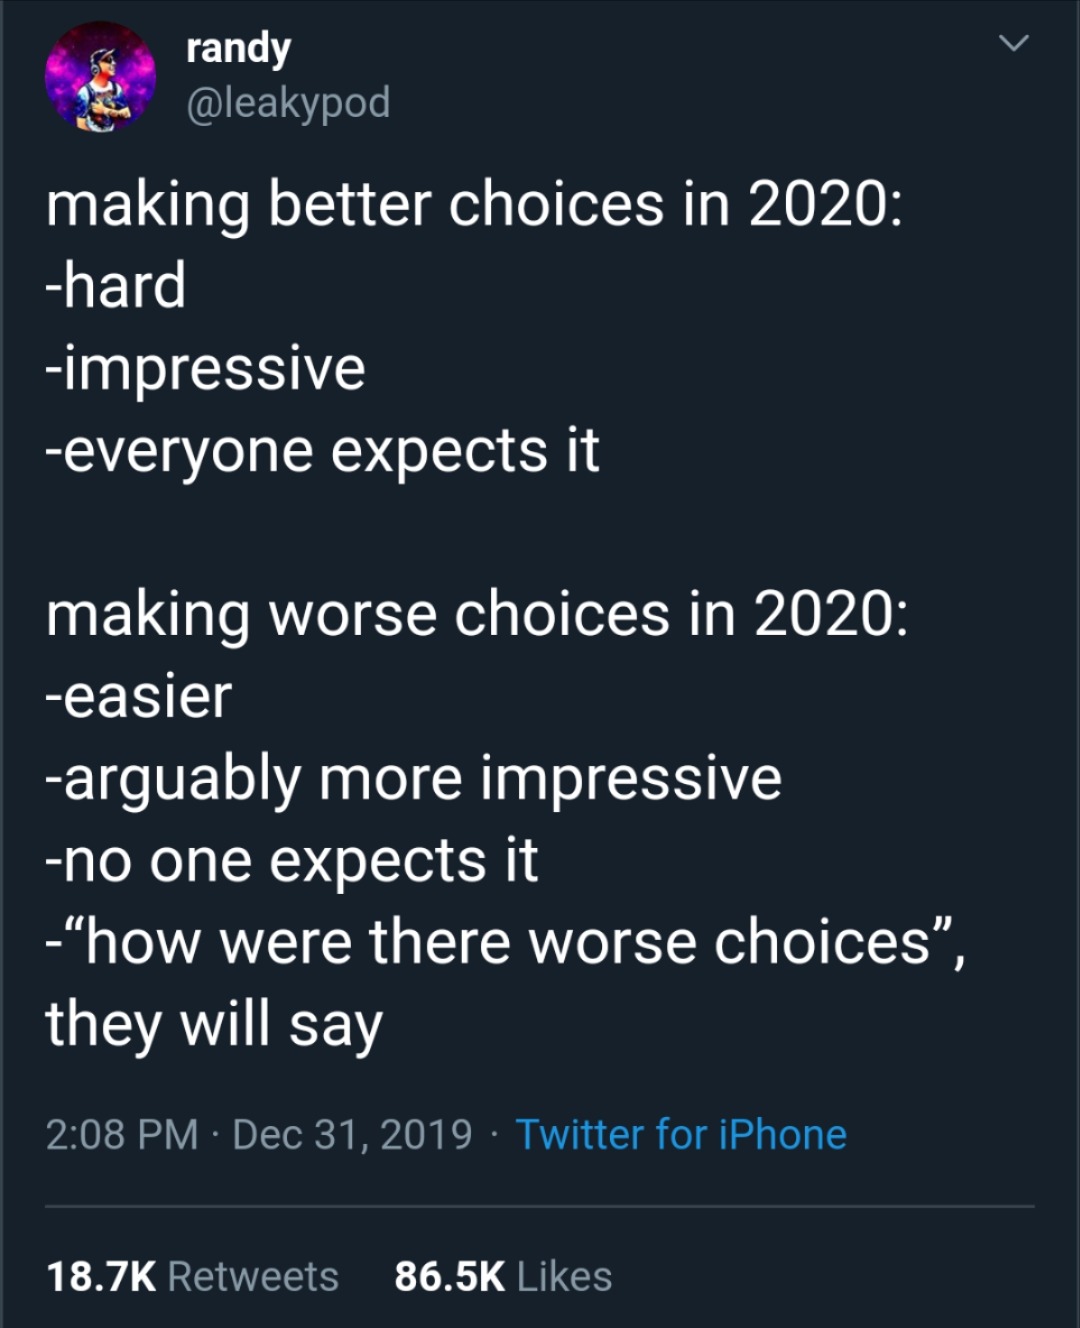 randy
@leakypod
making better choices in 2020:
-hard
-impressive
-everyone expects it
making worse choices in 2020:
-easier
-arguably more impressive
-no one expects it
-“how were there worse choices”,
they will say
2:08 PM · Dec 31, 2019 · Twitter for iPhone
18.7K Retweets 86.5K Likes